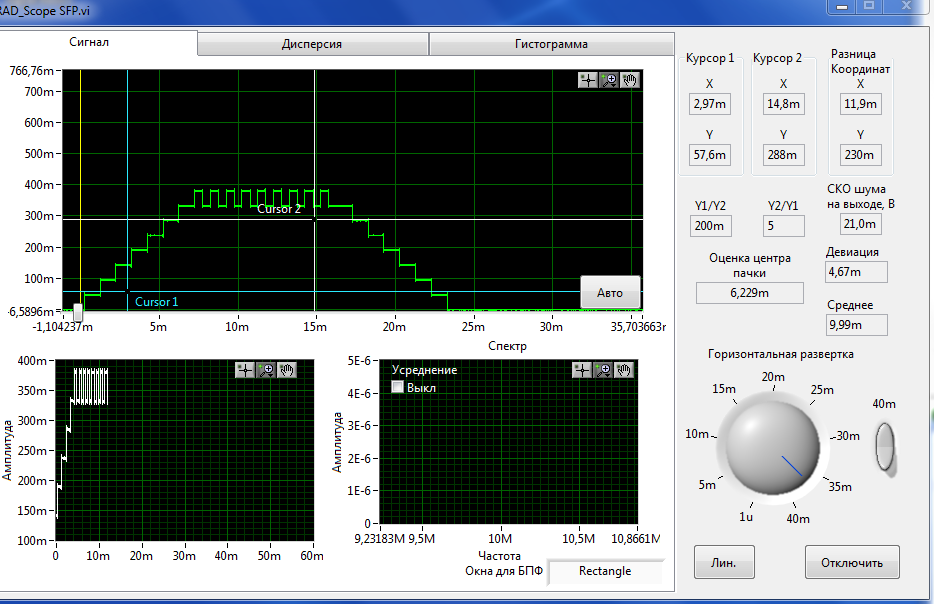 RAD_Scope SFP.vi
Сигнал
Дисперсия
Гистограмма
766,76m
700m
600m
500m
400m
300m
200m
100m
-6,5896m
Cursor 2
Cursor 1
Авто
-1,104237m
5m
10m
15m
20m
25m
30m
35,703663m
Курсор 1
X
2,97m
Y
57,6m
Курсор 2
X
14,8m
Y
288m
Разница
Координат
X
11,9m
Y
230m
Y1/Y2
200m
Y2/Y1
5
СКО шума
на выходе, В
21,0m
Оценка центра
пачки
6,229m
Девиация
4,67m
Среднее
9,99m
400m
350m
300m
250m
200m
150m
100m
Амплитуда
0
10m
20m
30m
40m
50m
60m
Спектр
Усреднение
Выкл
5E-6
4E-6
3E-6
2E-6
1E-6
0
Амплитуда
9,23183M
9,5M
10M
10,5M
10,8661M
Частота
Окна для БПФ
Rectangle
Горизонтальная развертка
1u
5m
10m
15m
20m
25m
30m
35m
40m
40m
Лин.
Отключить